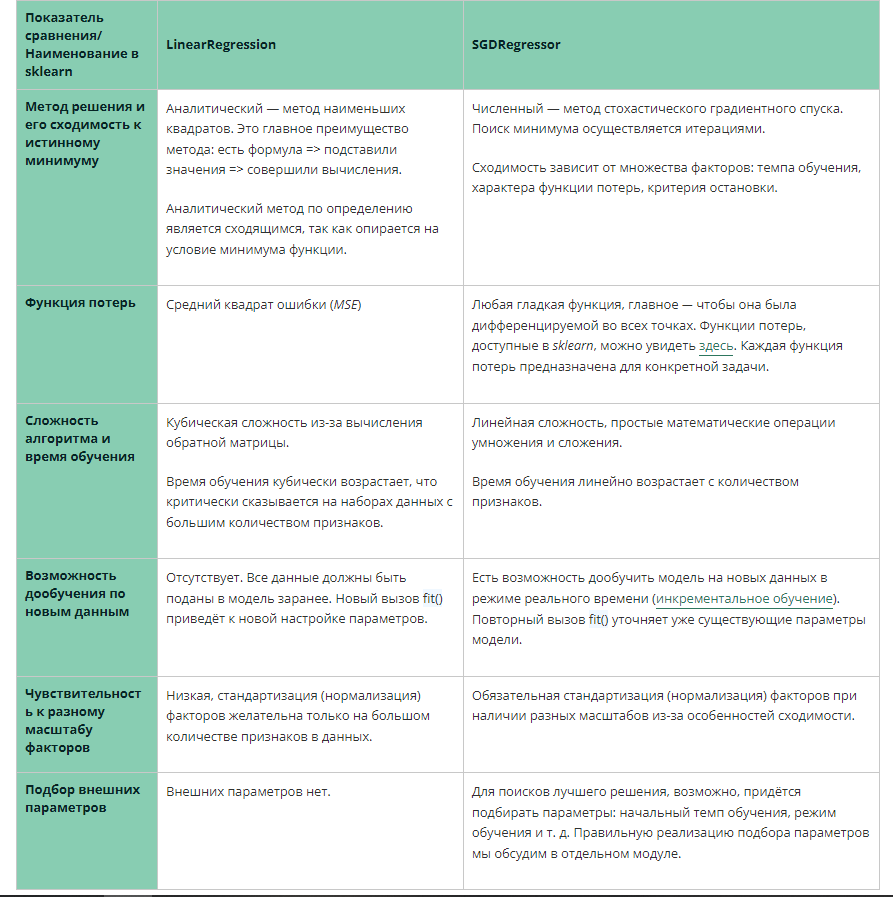 Показатель
сравнения/
Наименование в
sklearn
LinearRegression
SGDRegressor
Метод решения и
его сходимость к
истинному
минимуму
Аналитический — метод наименьших
квадратов. Это главное преимущество
метода: есть формула => подставили
значения => совершили вычисления.
Аналитический метод по определению
является сходящимся, так как опирается на
условие минимума функции.
Численный — метод стохастического градиентного спуска.
Поиск минимума осуществляется итерациями.
Сходимость зависит от множества факторов: темпа обучения,
характера функции потерь, критерия остановки.
Функция потерь
Средний квадрат ошибки (MSE)
Любая гладкая функция, главное — чтобы она была
дифференцируемой во всех точках. Функции потерь,
доступные в sklearn, можно увидеть здесь. Каждая функция
потерь предназначена для конкретной задачи.
Сложность
алгоритма и
время обучения
Кубическая сложность из-за вычисления
обратной матрицы.
Время обучения кубически возрастает, что
критически сказывается на наборах данных с
большим количеством признаков.
Линейная сложность, простые математические операции
умножения и сложения.
Время обучения линейно возрастает с количеством
признаков.
Возможность
дообучения по
новым данным
Отсутствует. Все данные должны быть
поданы в модель заранее. Новый вызов fit()
приведёт к новой настройке параметров.
Есть возможность дообучить модель на новых данных в
режиме реального времени (инкрементальное обучение).
Повторный вызов fit() уточняет уже существующие параметры
модели.
Чувствительност
ь к разному
масштабу
факторов
Низкая, стандартизация (нормализация)
факторов желательна только на большом
количестве признаков в данных.
Обязательная стандартизация (нормализация) факторов при
наличии разных масштабов из-за особенностей сходимости.
Подбор внешних
параметров
Внешних параметров нет.
Для поисков лучшего решения, возможно, придётся
подбирать параметры: начальный темп обучения, режим
обучения и т. д. Правильную реализацию подбора параметров
мы обсудим в отдельном модуле.